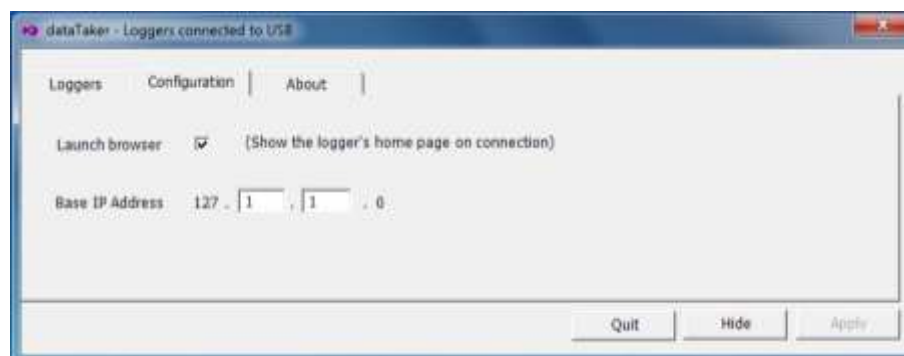 dataTaker - Loggers connected to USB
Loggers Configuration About
Launch browser (Show the logger's home page on connection)
Base IP Address 127 . 1 . 1 . 0
Quit Hide Apply